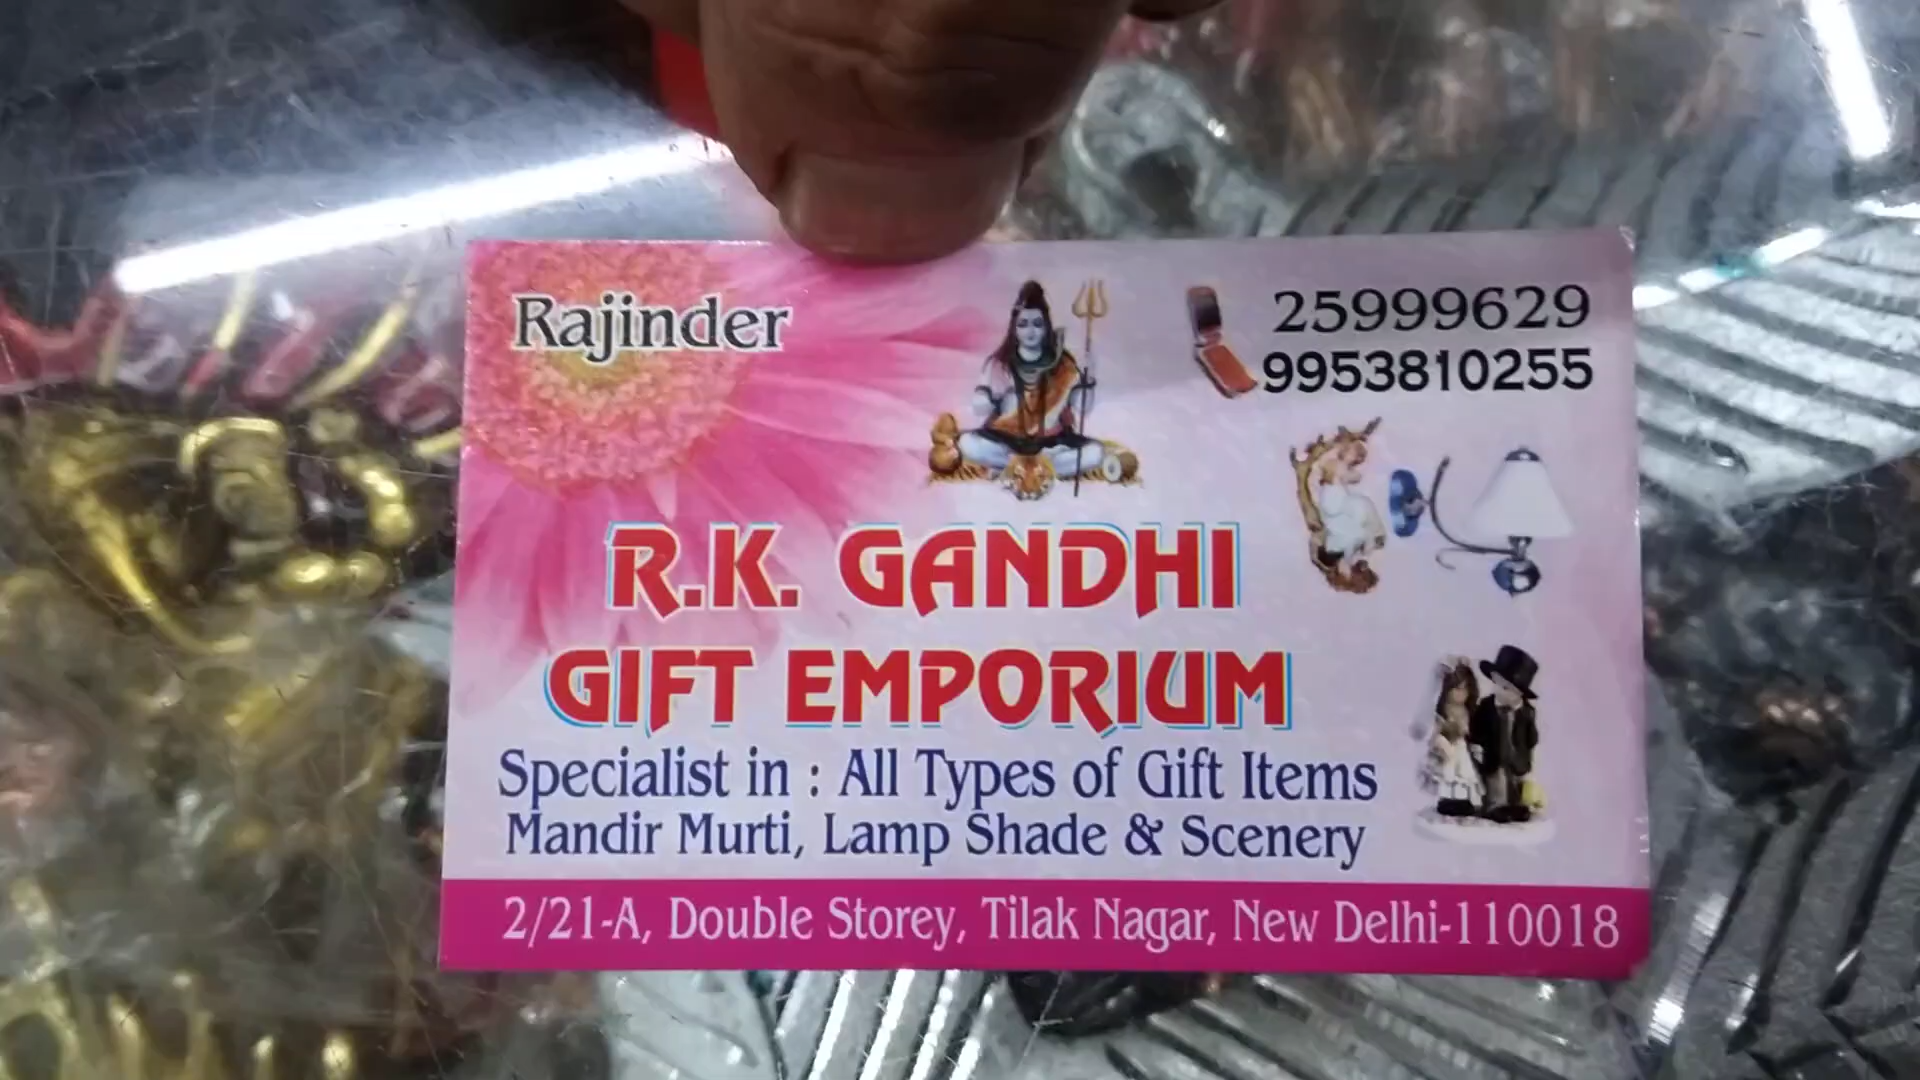 Rajinder
25999629
9953810255
R.K. GANDHI
GIFT EMPORIUM
Specialist in : All Types of Gift Items
Mandir Murti, Lamp Shade & Scenery
2/21-A, Double Storey, Tilak Nagar, New Delhi-110018